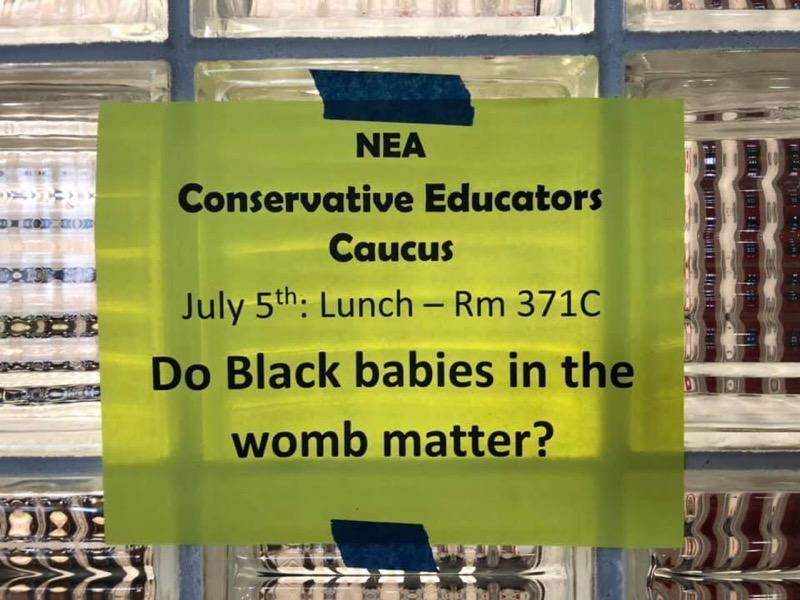 NEA
Conservative Educators
Caucus
July 5th: Lunch – Rm 371C
Do Black babies in the
womb matter?